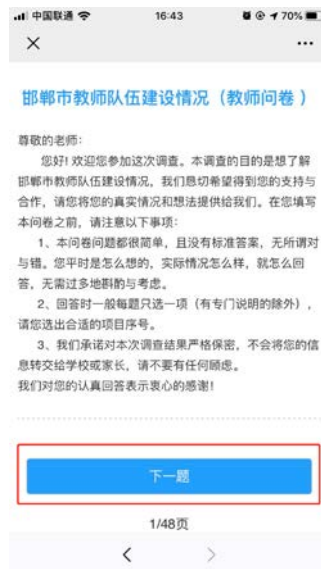 中国联通 16:43 70%
邯郸市教师队伍建设情况（教师问卷）
尊敬的老师：
您好! 欢迎您参加这次调查。本调查的目的是想了解
邯郸市教师队伍建设情况，我们恳切希望得到您的支持与
合作，请您将您的真实情况和想法提供给我们。在您填写
本问卷之前，请注意以下事项：
1、本问卷问题都很简单，且没有标准答案，无所谓对
与错。您平时是怎么想的，实际情况怎么样，就怎么回
答，无需过多地斟酌与考虑。
2、回答时一般每题只选一项（有专门说明的除外），
请您选出合适的项目序号。
3、我们承诺对本次调查结果严格保密，不会将您的信
息转交给学校或家长，请不要有任何顾虑。
我们对您的认真回答表示衷心的感谢!
下一题
1/48页